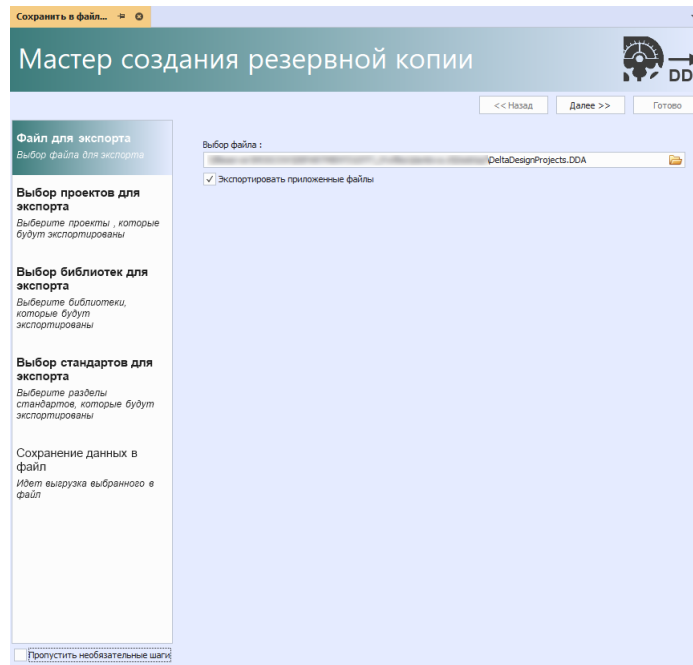 Сохранить в файл...
Мастер создания резервной копии
DD
<< Назад
Далее >>
Готово
Файл для экспорта
Выбор файла для экспорта
Выбор файла :
\DeltaDesignProjects.DDA
Экспортировать приложенные файлы
Выбор проектов для
экспорта
Выберите проекты , которые
будут экспортированы
Выбор библиотек для
экспорта
Выберите библиотеки,
которые будут
экспортированы
Выбор стандартов для
экспорта
Выберите разделы
стандартов, которые будут
экспортированы
Сохранение данных в
файл
Идет выгрузка выбранного в
файл
Пропустить необязательные шаги